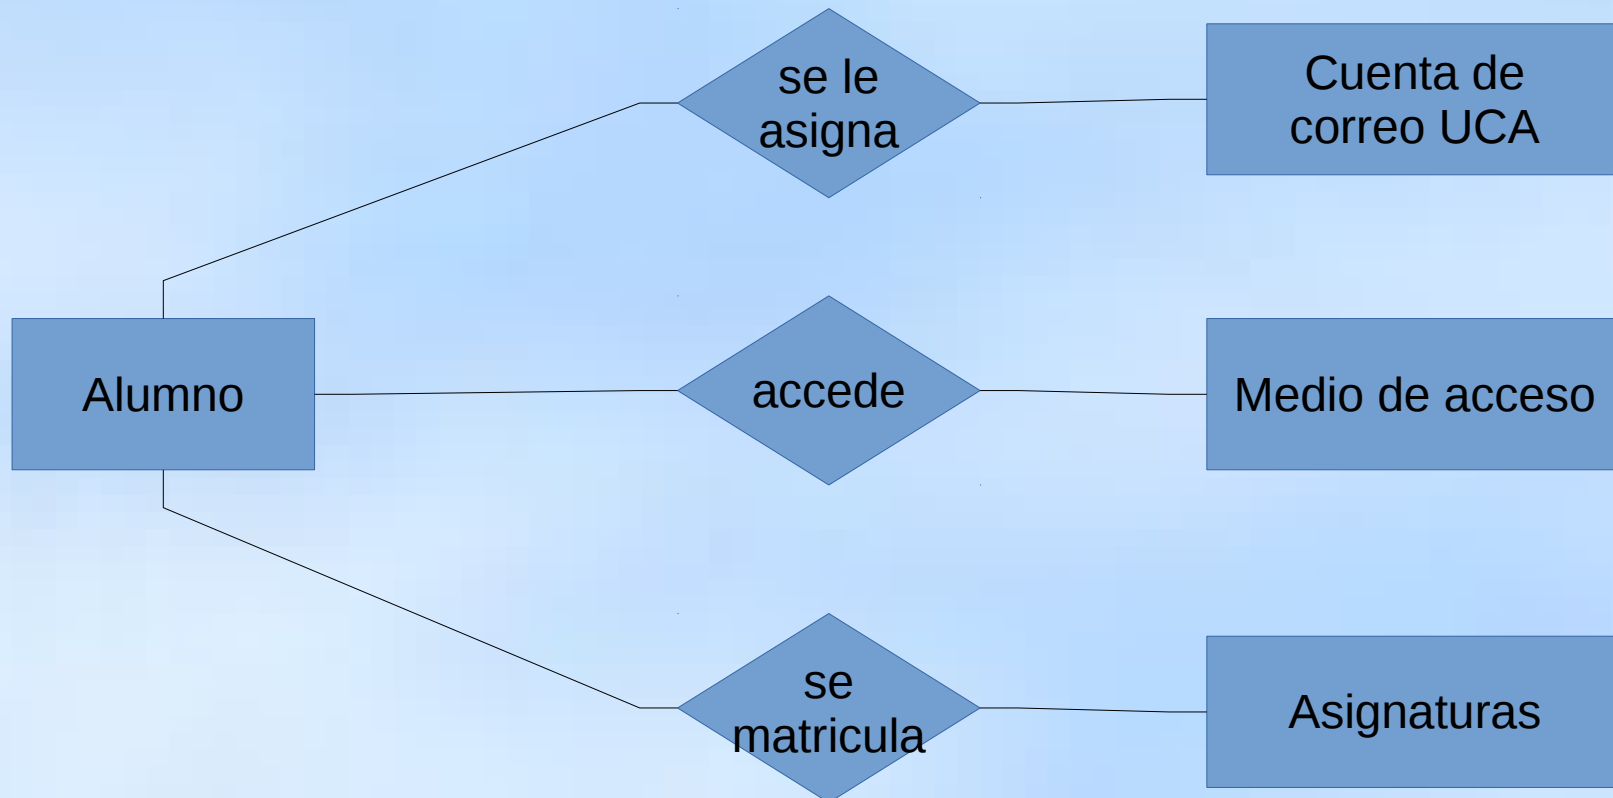 se le
asigna
Cuenta de
correo UCA
Alumno
accede
Medio de acceso
se
matricula
Asignaturas